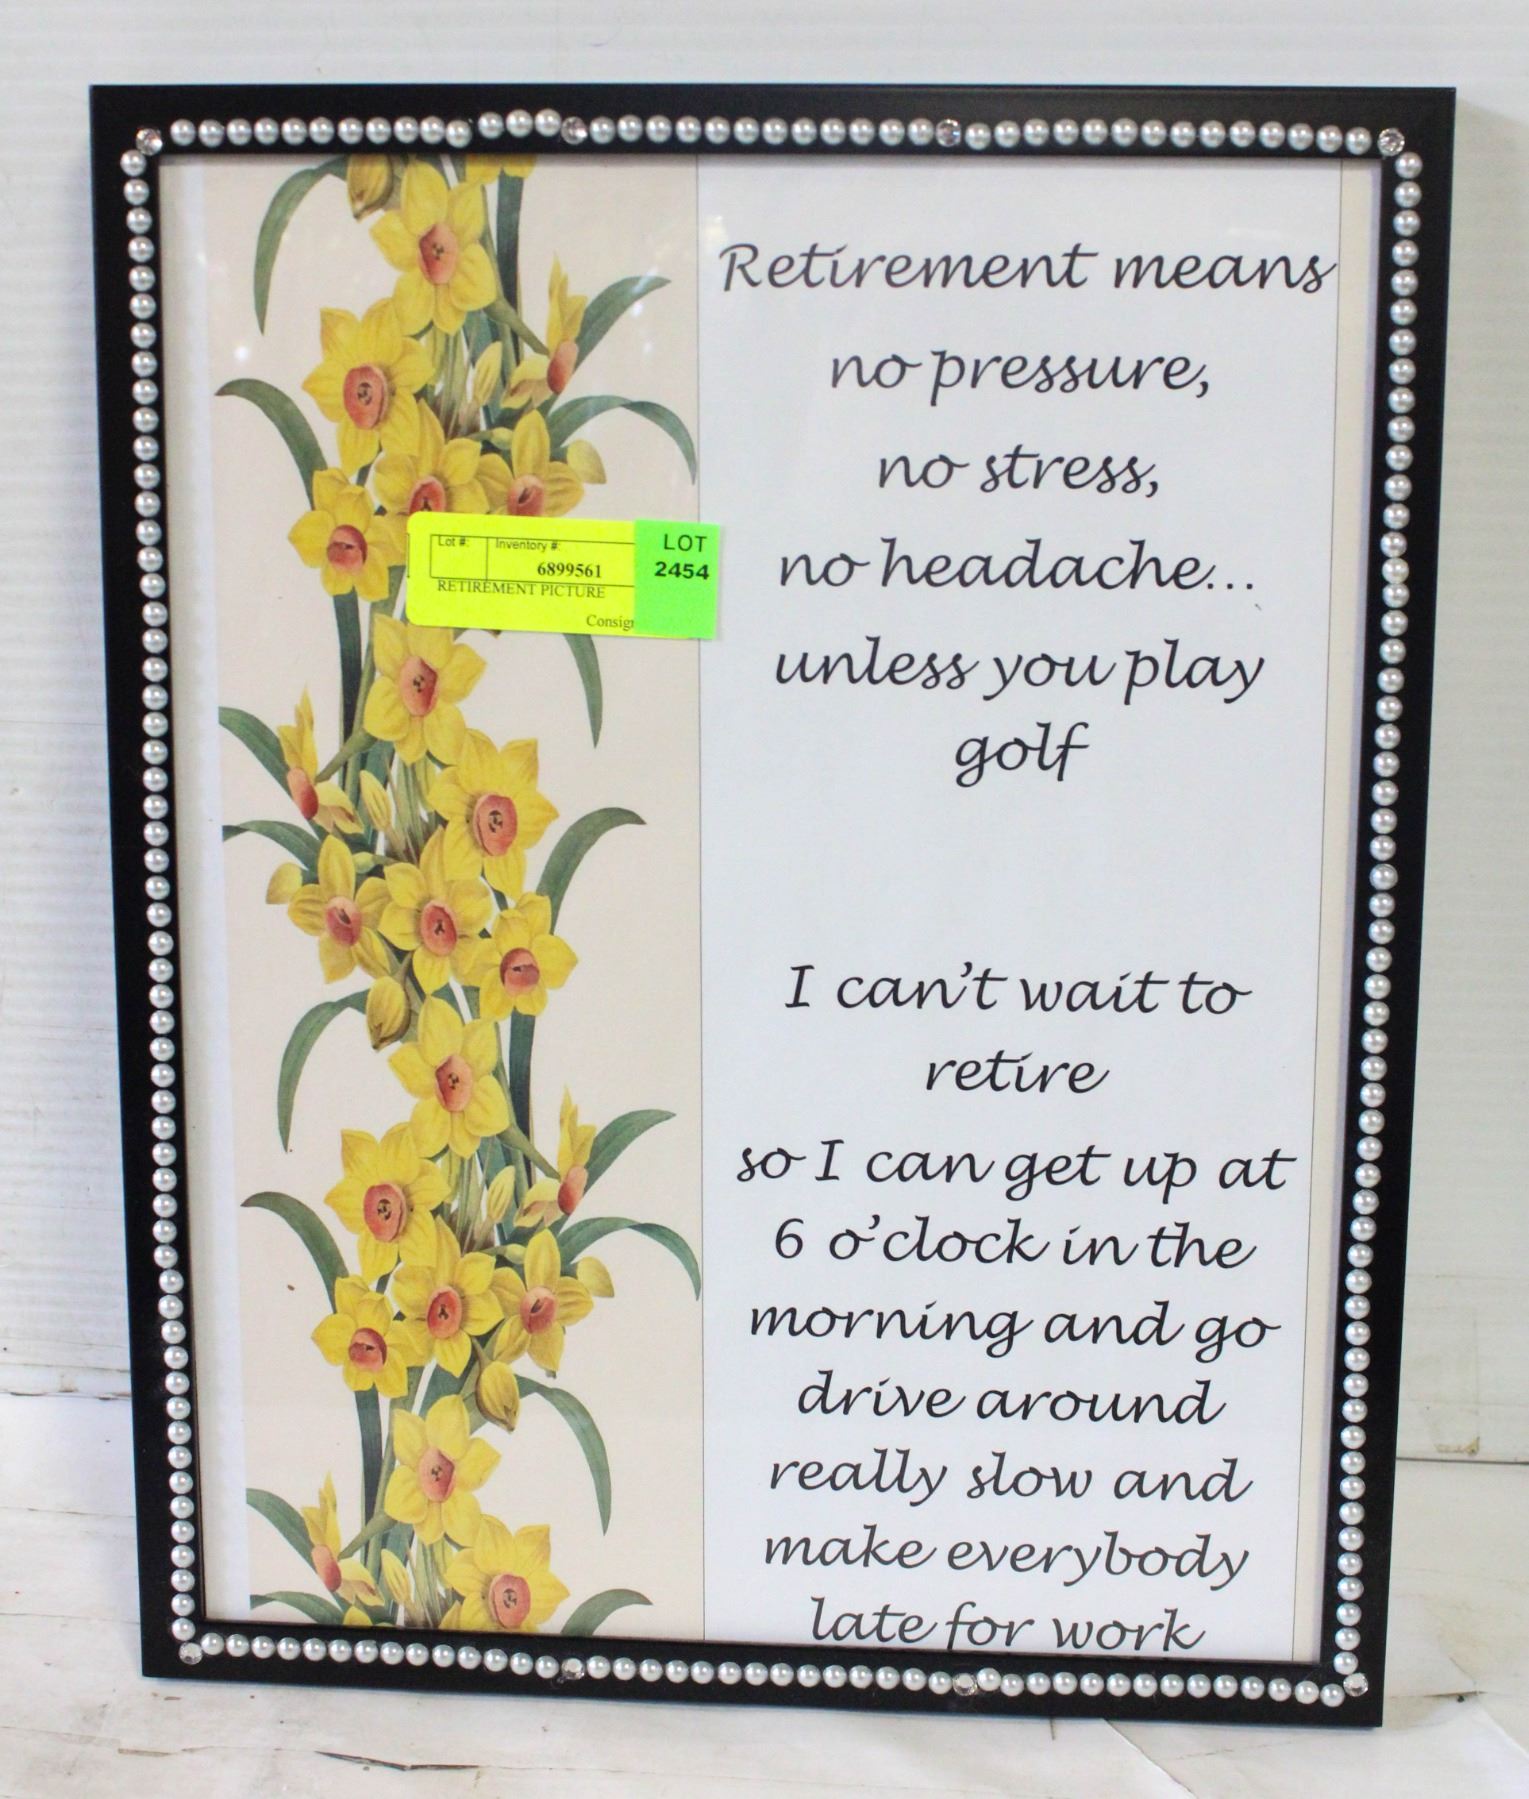 Retirement means
no pressure,
no stress,
no headache...
unless you play
golf
I can't wait to
retire
so I can get up at
6 o'clock in the
morning and go
drive around
really slow and
make everybody
late for work
Lot #: Inventory #:
6899561
RETIREMENT PICTURE
LOT
2454